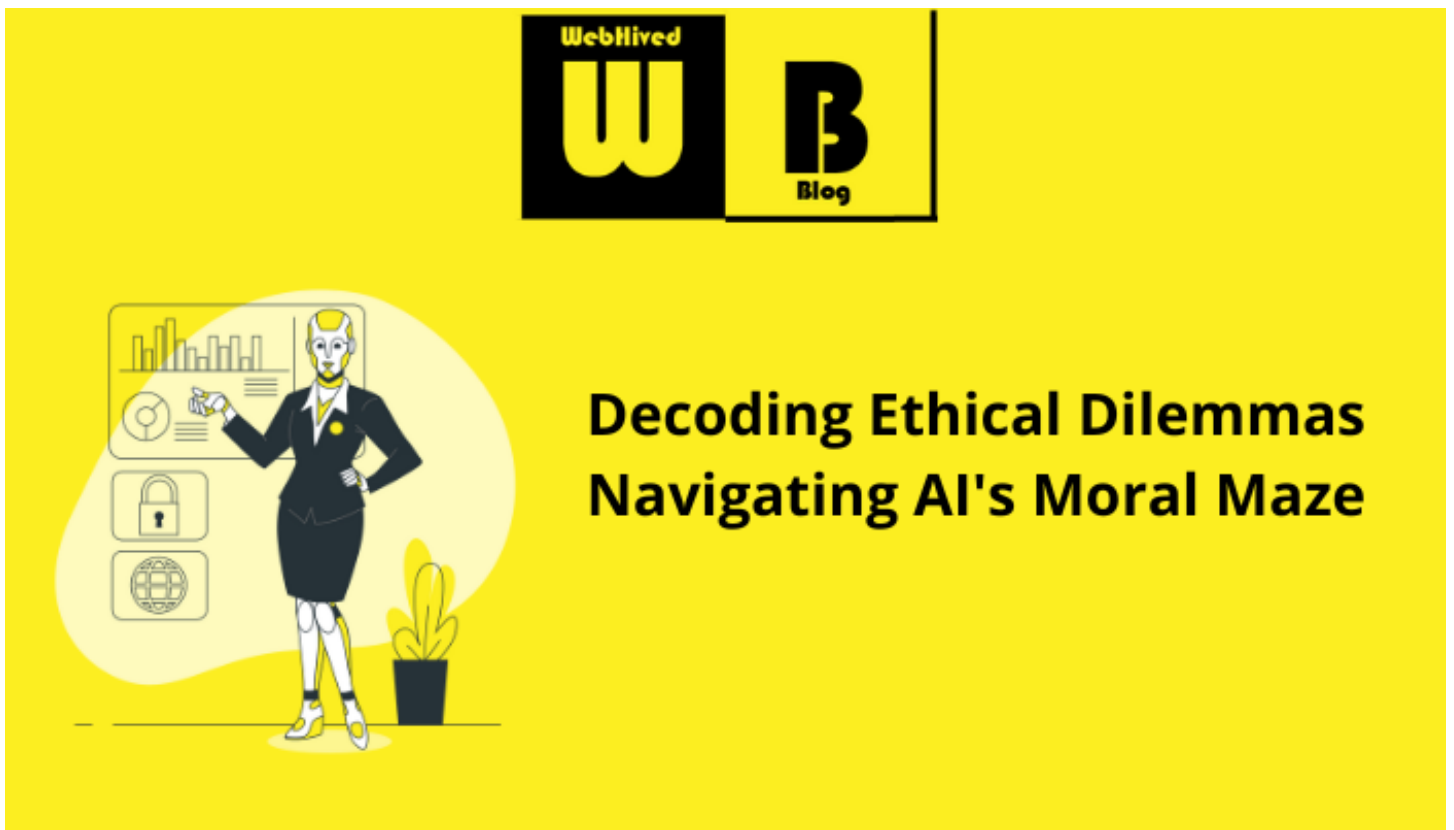 WebHived
W
B
Blog
Decoding Ethical Dilemmas
Navigating AI's Moral Maze